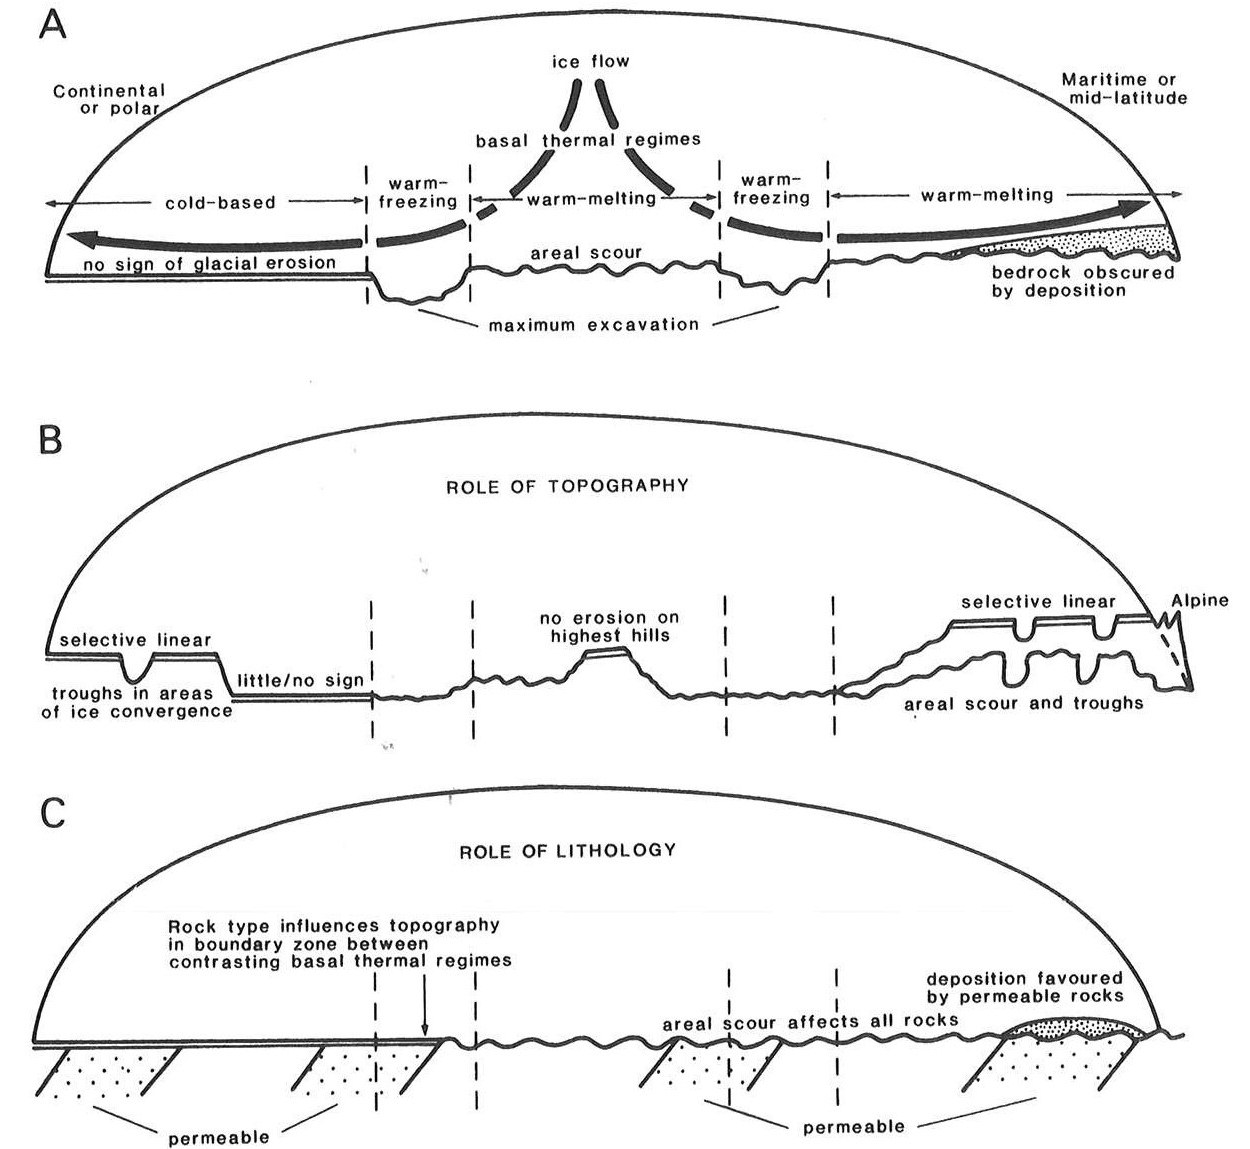 A
ice flow
Continental
or polar
Maritime or
mid-latitude
basal thermal regimes
cold-based
warm-
freezing
warm-melting
warm-
freezing
warm-melting
no sign of glacial erosion
areal scour
bedrock obscured
by deposition
maximum excavation
B
ROLE OF TOPOGRAPHY
selective linear
troughs in areas
of ice convergence
little/no sign
no erosion on
highest hills
selective linear
Alpine
areal scour and troughs
C
ROLE OF LITHOLOGY
Rock type influences topography
in boundary zone between
contrasting basal thermal regimes
deposition favoured
by permeable rocks
areal scour affects all rocks
permeable
permeable